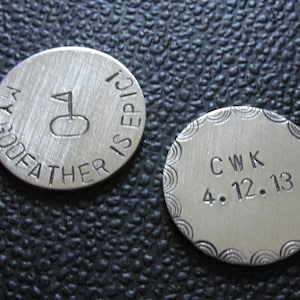 MY GODFATHER IS EPIC!
CWK
4.12.13